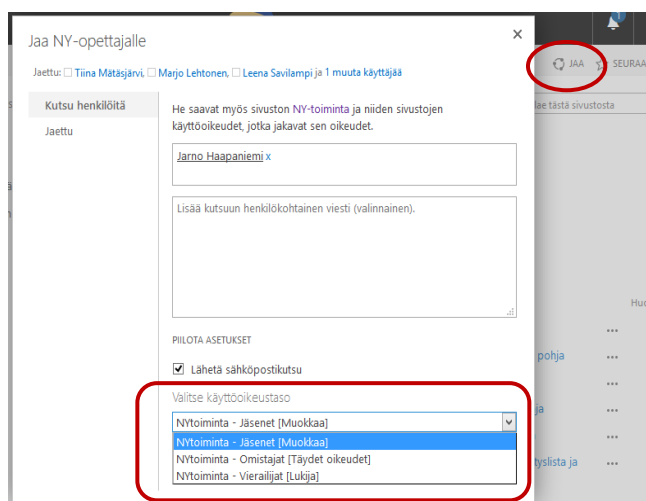 1
Jaa NY-opettajalle
×
JAA
SEURAA
Jaettu: Tiina Mätäsjärvi, Marjo Lehtonen, Leena Savilampi ja 1 muuta käyttäjää
Kutsu henkilöitä
Jaettu
He saavat myös sivuston NY-toiminta ja niiden sivustojen
käyttöoikeudet, jotka jakavat sen oikeudet.
lae tästä sivustosta
Jarno Haapaniemi x
Lisää kutsuun henkilökohtainen viesti (valinnainen).
Huo
PIILOTA ASETUKSET
Lähetä sähköpostikutsu
pohja
Valitse käyttöoikeustaso
NYtoiminta - Jäsenet [Muokkaa]
NYtoiminta - Jäsenet [Muokkaa]
NYtoiminta - Omistajat [Täydet oikeudet]
NYtoiminta - Vierailijat [Lukija]
ja
tyslista ja